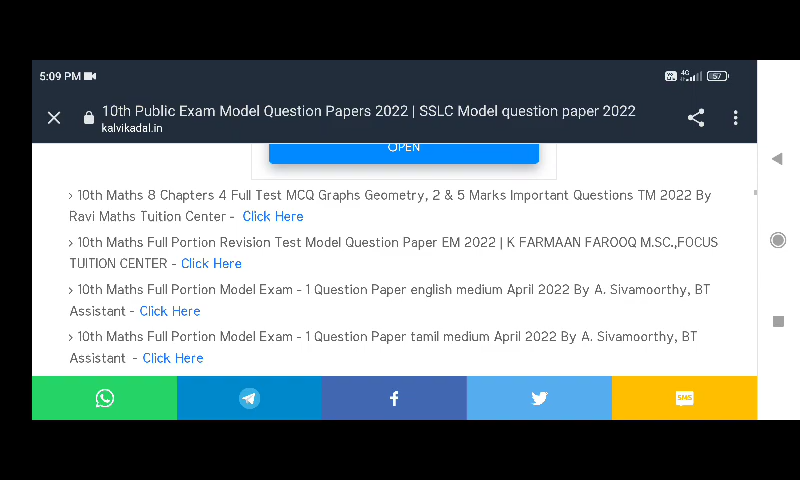 5:09 PM
4G
57
10th Public Exam Model Question Papers 2022 | SSLC Model question paper 2022
kalvikadal.in
OPEN
› 10th Maths 8 Chapters 4 Full Test MCQ Graphs Geometry, 2 & 5 Marks Important Questions TM 2022 By
Ravi Maths Tuition Center - Click Here
› 10th Maths Full Portion Revision Test Model Question Paper EM 2022 | K FARMAAN FAROOQ M.SC.,FOCUS
TUITION CENTER - Click Here
› 10th Maths Full Portion Model Exam - 1 Question Paper english medium April 2022 By A. Sivamoorthy, BT
Assistant - Click Here
› 10th Maths Full Portion Model Exam - 1 Question Paper tamil medium April 2022 By A. Sivamoorthy, BT
Assistant - Click Here
SMS